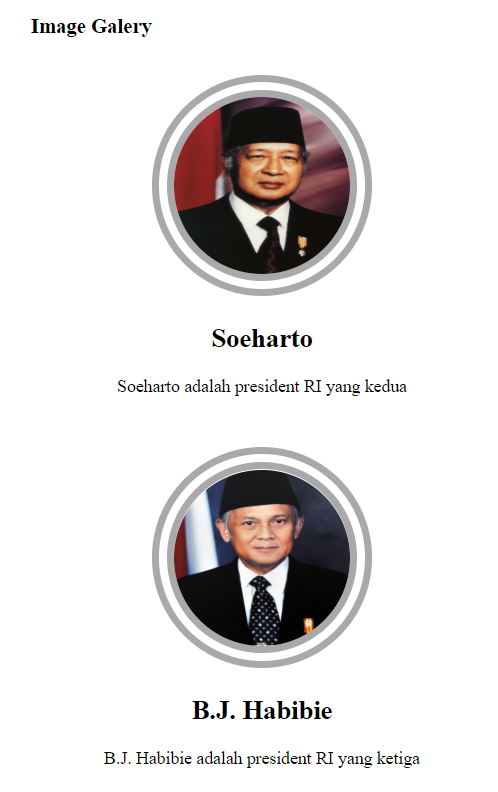 Image Galery
Soeharto
Soeharto adalah president RI yang kedua
B.J. Habibie
B.J. Habibie adalah president RI yang ketiga